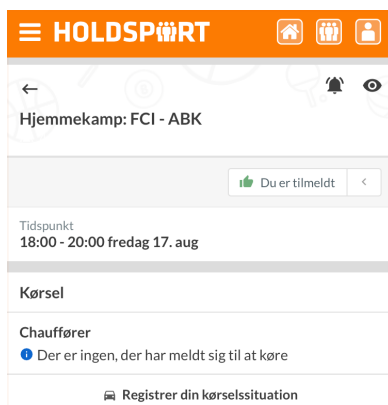 HOLDSPORT
Hjemmekamp: FCI - ABK
Du er tilmeldt
Tidspunkt
18:00 - 20:00 fredag 17. aug
Kørsel
Chauffører
Der er ingen, der har meldt sig til at køre
Registrer din kørselssituation